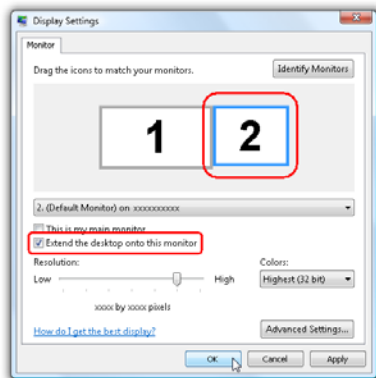 Display Settings
Monitor
Drag the icons to match your monitors.
Identify Monitors
1 2
2. (Default Monitor) on xxxxxxxxxx
This is my main monitor
Extend the desktop onto this monitor
Resolution:
Colors:
Low High
Highest (32 bit)
xxxx by xxxx pixels
How do I get the best display?
Advanced Settings...
OK Cancel Apply